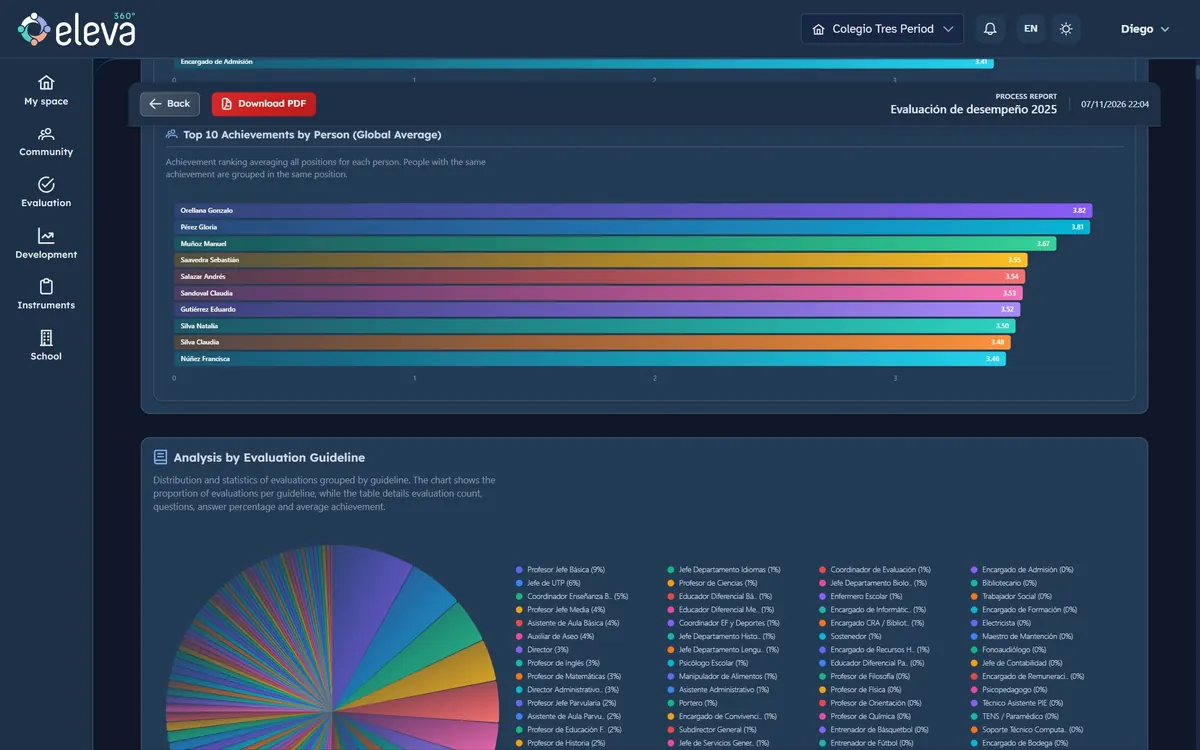 eleva 360°
Colegio Tres Period
EN
Diego
My space
Community
Evaluation
Development
Instruments
School
Encargado de Admisión 3.41
0 1 2 3
Back
Download PDF
PROCESS REPORT
Evaluación de desempeño 2025
07/11/2026 22:04
Top 10 Achievements by Person (Global Average)
Achievement ranking averaging all positions for each person. People with the same
achievement are grouped in the same position.
Orellana Gonzalo 3.82
Pérez Gloria 3.81
Muñoz Manuel 3.67
Saavedra Sebastián 3.55
Salazar Andrés 3.54
Sandoval Claudia 3.53
Gutiérrez Eduardo 3.52
Silva Natalia 3.50
Silva Claudia 3.48
Núñez Francisca 3.46
0 1 2 3
Analysis by Evaluation Guideline
Distribution and statistics of evaluations grouped by guideline. The chart shows the
proportion of evaluations per guideline, while the table details evaluation count,
questions, answer percentage and average achievement.
Profesor Jefe Básica (9%)
Jefe de UTP (6%)
Coordinador Enseñanza B.. (5%)
Profesor Jefe Media (4%)
Asistente de Aula Básica (4%)
Auxiliar de Aseo (4%)
Director (3%)
Profesor de Inglés (3%)
Profesor de Matemáticas (3%)
Director Administrativo.. (3%)
Profesor Jefe Parvularia (2%)
Asistente de Aula Parvu.. (2%)
Profesor de Educación F.. (2%)
Profesor de Historia (2%)
Jefe Departamento Idiomas (1%)
Profesor de Ciencias (1%)
Educador Diferencial Bá.. (1%)
Educador Diferencial Me.. (1%)
Coordinador EF y Deportes (1%)
Jefe Departamento Histo.. (1%)
Jefe Departamento Lengu.. (1%)
Psicólogo Escolar (1%)
Manipulador de Alimentos (1%)
Asistente Administrativo (1%)
Portero (1%)
Encargado de Convivenci.. (1%)
Subdirector General (1%)
Jefe de Servicios Gener.. (1%)
Coordinador de Evaluación (1%)
Jefe Departamento Biolo.. (1%)
Enfermero Escolar (1%)
Encargado de Informátic.. (1%)
Encargado CRA / Bibliot.. (1%)
Sostenedor (1%)
Encargado de Recursos H.. (1%)
Educador Diferencial Pa.. (0%)
Profesor de Filosofía (0%)
Profesor de Física (0%)
Profesor de Orientación (0%)
Profesor de Química (0%)
Entrenador de Básquetbol (0%)
Entrenador de Fútbol (0%)
Encargado de Admisión (0%)
Bibliotecario (0%)
Trabajador Social (0%)
Encargado de Formación (0%)
Electricista (0%)
Maestro de Mantención (0%)
Fonoaudiólogo (0%)
Jefe de Contabilidad (0%)
Encargado de Remuneraci.. (0%)
Psicopedagogo (0%)
Técnico Asistente PIE (0%)
TENS / Paramédico (0%)
Soporte Técnico Computa.. (0%)
Encargado de Bodega (0%)